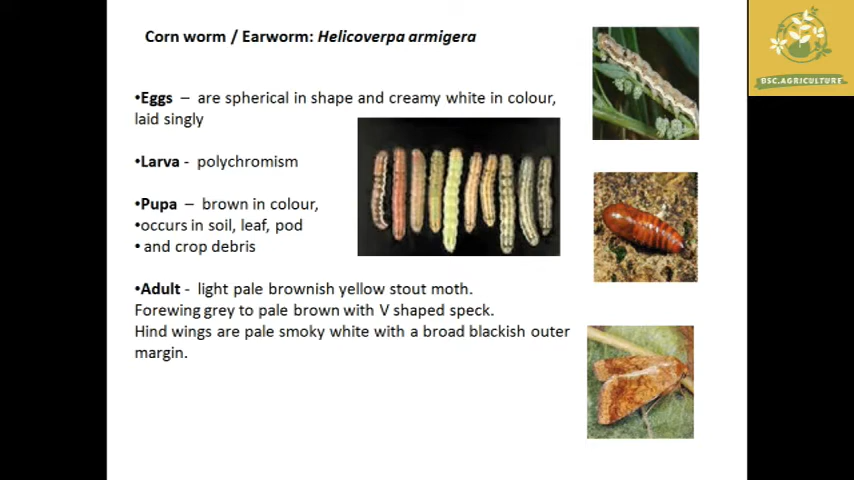 Corn worm / Earworm: Helicoverpa armigera
BSC.AGRICULTURE
•Eggs – are spherical in shape and creamy white in colour,
laid singly
•Larva - polychromism
•Pupa – brown in colour,
•occurs in soil, leaf, pod
• and crop debris
•Adult - light pale brownish yellow stout moth.
Forewing grey to pale brown with V shaped speck.
Hind wings are pale smoky white with a broad blackish outer
margin.